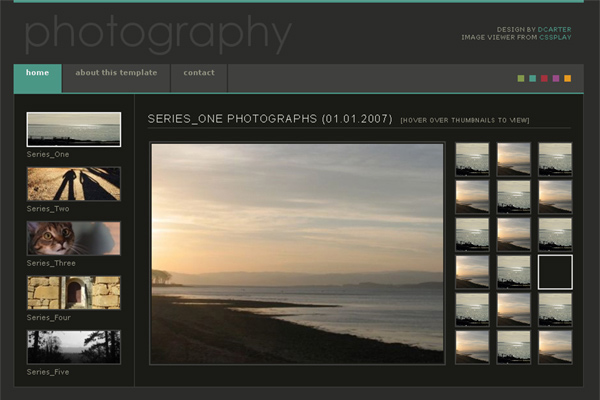 photography
DESIGN BY DCARTER
IMAGE VIEWER FROM CSSPLAY
home about this template contact
SERIES_ONE PHOTOGRAPHS (01.01.2007) [HOVER OVER THUMBNAILS TO VIEW]
Series_One
Series_Two
Series_Three
Series_Four
Series_Five